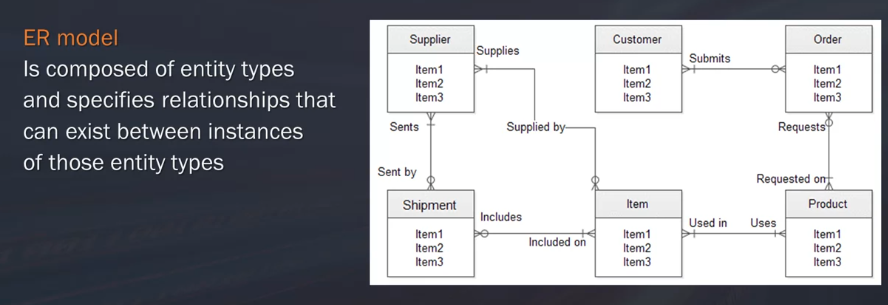 ER model
Is composed of entity types
and specifies relationships that
can exist between instances
of those entity types
Supplier
Item1
Item2
Item3
Supplies
Customer
Item1
Item2
Item3
Submits
Order
Item1
Item2
Item3
Sents
Supplied by
Requests
Sent by
Requested on
Shipment
Item1
Item2
Item3
Includes
Included on
Item
Item1
Item2
Item3
Used in
Uses
Product
Item1
Item2
Item3